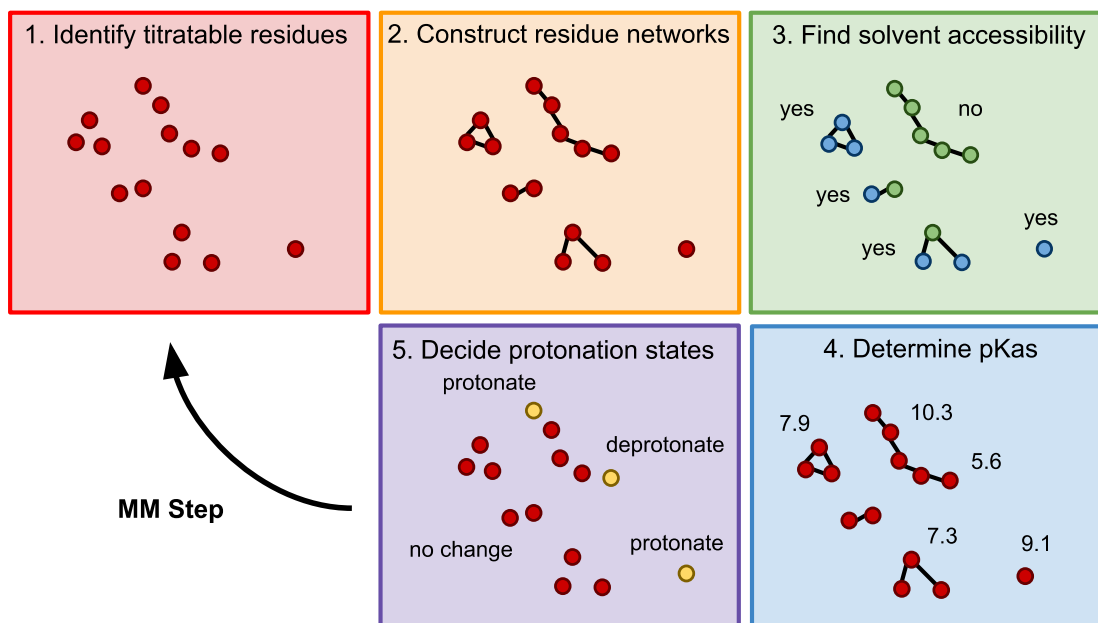 1. Identify titratable residues
2. Construct residue networks
3. Find solvent accessibility
yes
no
yes
yes
yes
4. Determine pKas
7.9
10.3
5.6
7.3
9.1
5. Decide protonation states
protonate
deprotonate
no change
protonate
MM Step